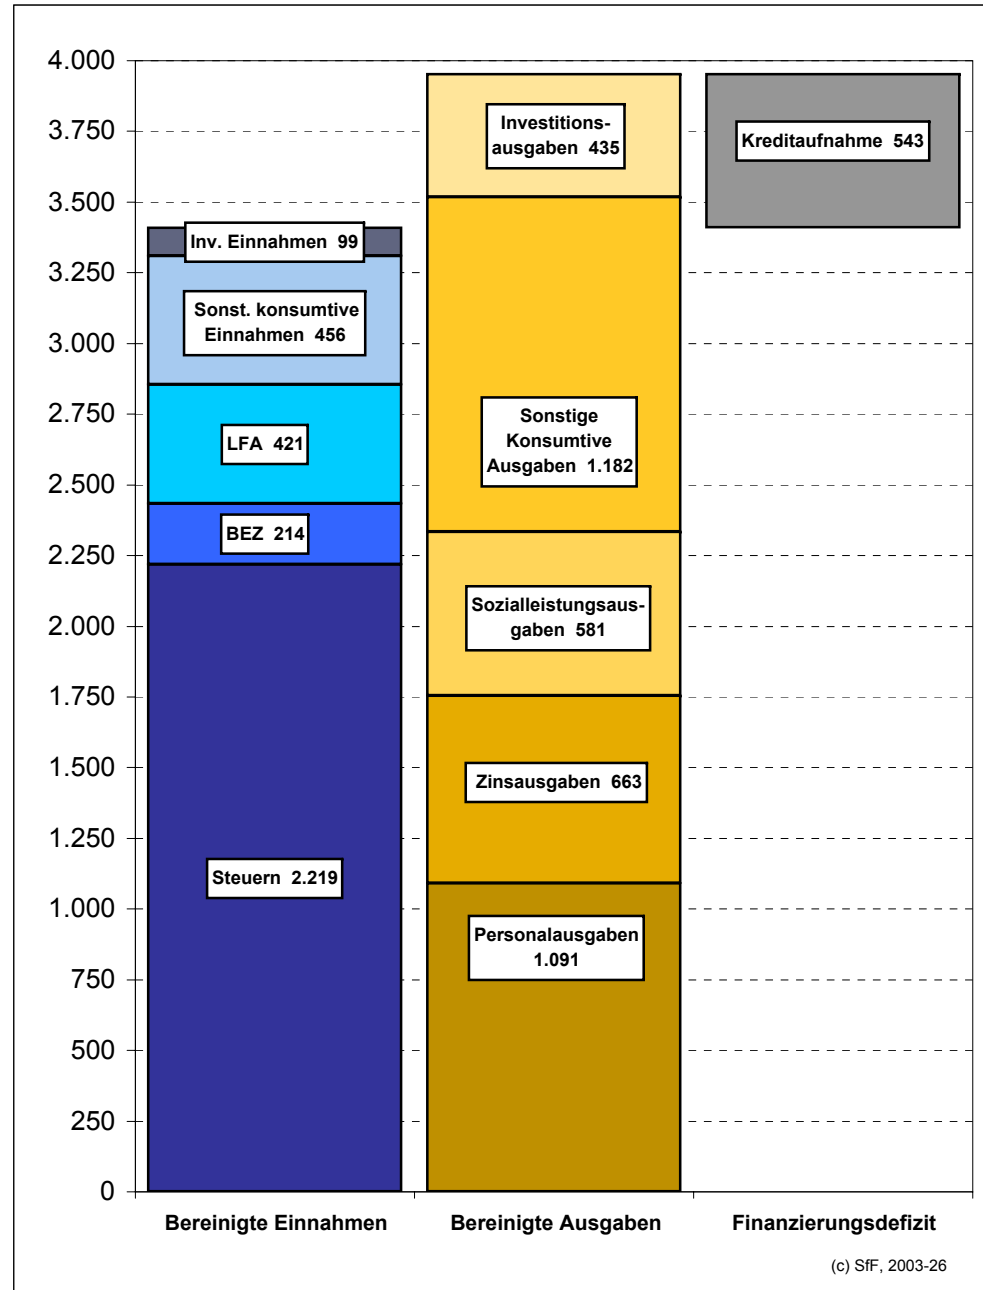 4.000
3.750
3.500
3.250
3.000
2.750
2.500
2.250
2.000
1.750
1.500
1.250
1.000
750
500
250
0
Inv. Einnahmen 99
Sonst. konsumtive
Einnahmen 456
LFA 421
BEZ 214
Steuern 2.219
Investitions-
ausgaben 435
Sonstige
Konsumtive
Ausgaben 1.182
Sozialleistungsaus-
gaben 581
Zinsausgaben 663
Personalausgaben
1.091
Kreditaufnahme 543
Bereinigte Einnahmen
Bereinigte Ausgaben
Finanzierungsdefizit
(c) SfF, 2003-26